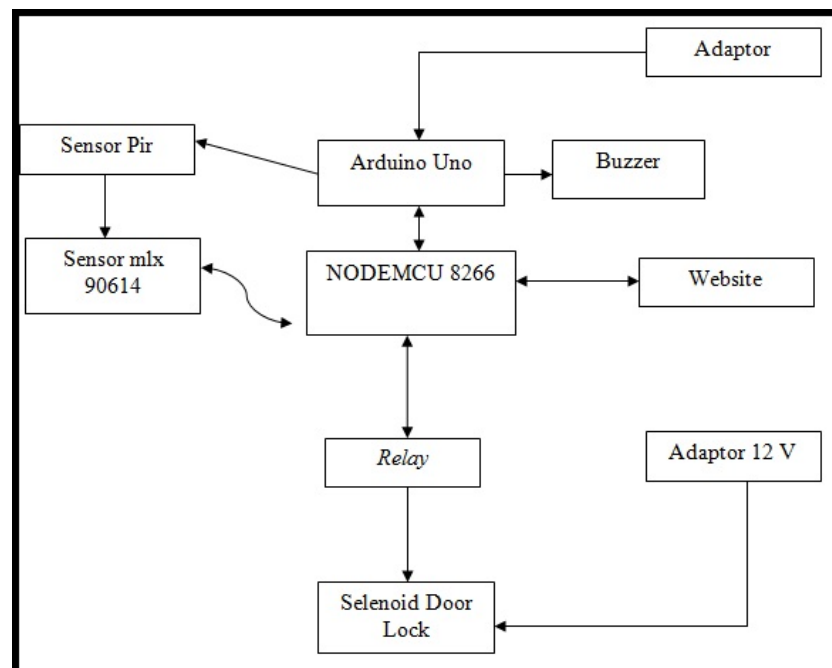 Adaptor
Sensor Pir
Arduino Uno
Buzzer
Sensor mlx
90614
NODEMCU 8266
Website
Relay
Adaptor 12 V
Selenoid Door
Lock